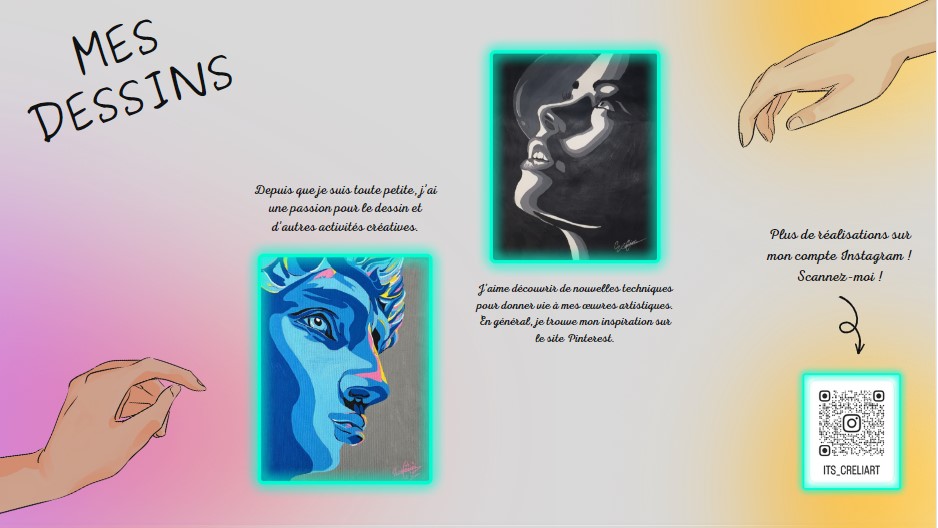 MES
DESSINS
Depuis que je suis toute petite, j'ai
une passion pour le dessin et
d'autres activités créatives.
J'aime découvrir de nouvelles techniques
pour donner vie à mes œuvres artistiques.
En général, je trouve mon inspiration sur
le site Pinterest.
Plus de réalisations sur
mon compte Instagram !
Scannez-moi !
ITS_CRELIART